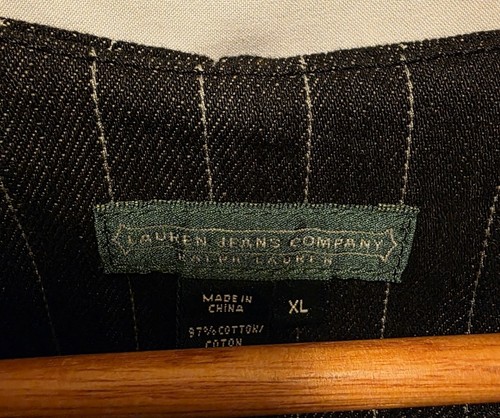 LAUREN JEANS COMPANY
RALPH LAUREN
MADE IN
CHINA
XL
97% COTTON/
COTON